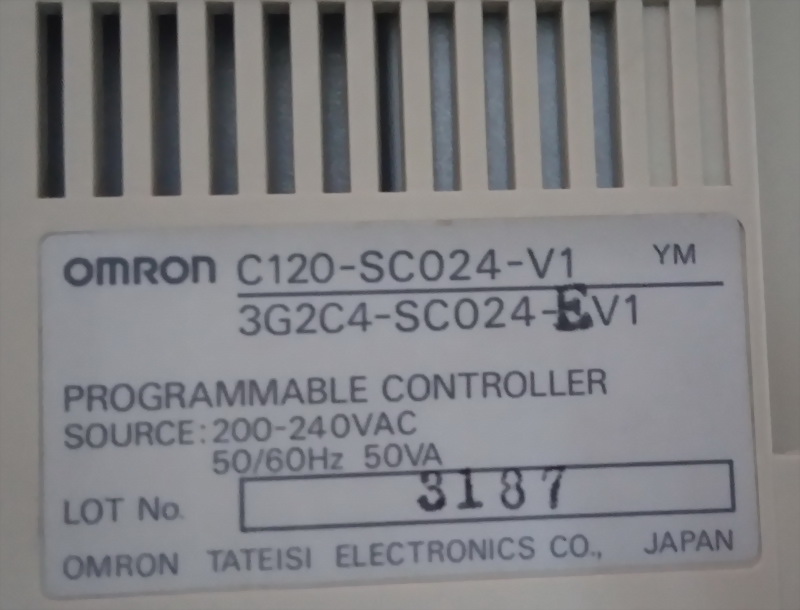 OMRON C120-SC024-V1 YM
3G2C4-SC024-EV1
PROGRAMMABLE CONTROLLER
SOURCE: 200-240VAC
50/60Hz 50VA
LOT No. 3187
OMRON TATEISI ELECTRONICS CO., JAPAN